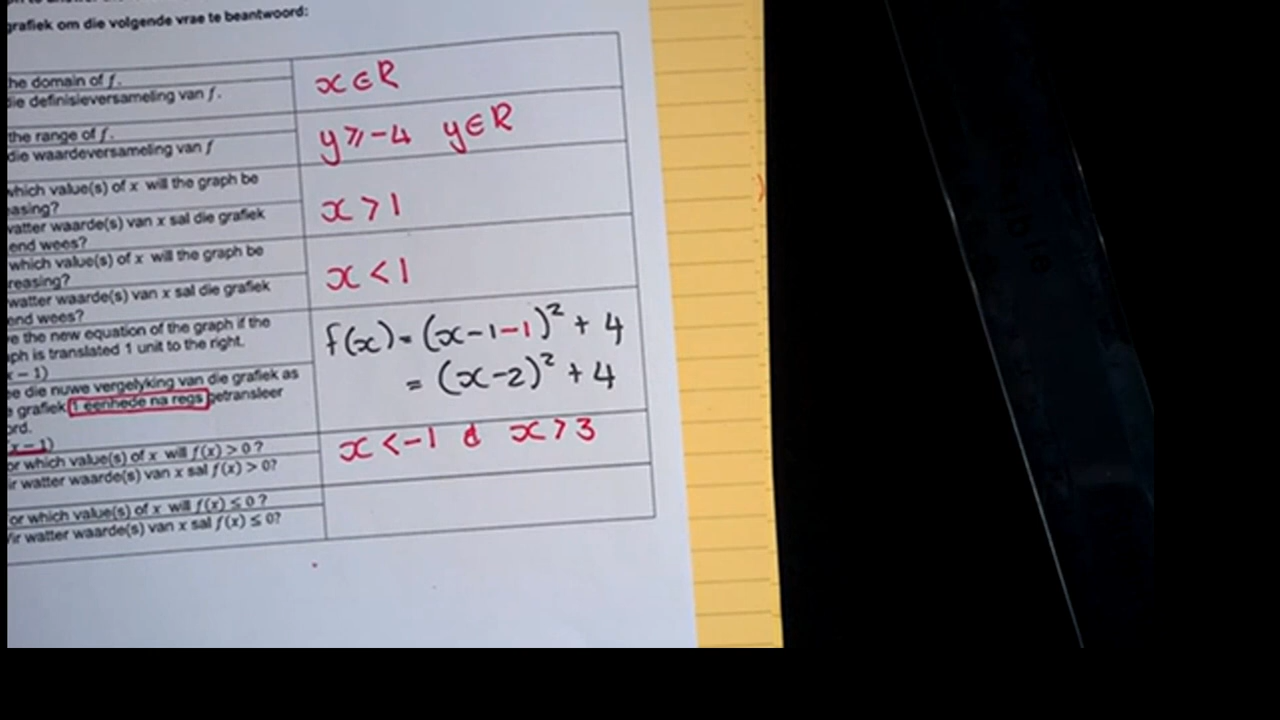 grafiek om die volgende vrae te beantwoord:
he domain of f.
die definisieversameling van f.
x ∈ R
the range of f.
die waardeversameling van f
y ≥ -4 y ∈ R
which value(s) of x will the graph be
easing?
watter waarde(s) van x sal die grafiek
end wees?
x > 1
which value(s) of x will the graph be
reasing?
watter waarde(s) van x sal die grafiek
end wees?
x < 1
e the new equation of the graph if the
ph is translated 1 unit to the right.
x - 1)
ee die nuwe vergelyking van die grafiek as
e grafiek 1 eenhede na regs getransleer
ord.
x - 1)
f(x) = (x-1-1)² + 4
= (x-2)² + 4
or which value(s) of x will f(x) > 0?
ir watter waarde(s) van x sal f(x) > 0?
x < -1 of x > 3
or which value(s) of x will f(x) ≤ 0?
ir watter waarde(s) van x sal f(x) ≤ 0?